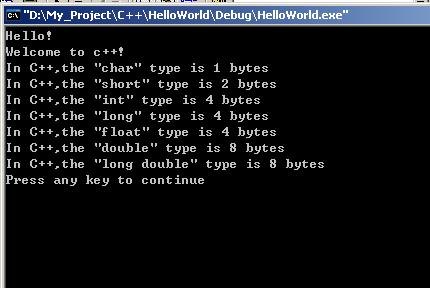 "D:\My_Project\C++\HelloWorld\Debug\HelloWorld.exe"
Hello!
Welcome to c++!
In C++,the "char" type is 1 bytes
In C++,the "short" type is 2 bytes
In C++,the "int" type is 4 bytes
In C++,the "long" type is 4 bytes
In C++,the "float" type is 4 bytes
In C++,the "double" type is 8 bytes
In C++,the "long double" type is 8 bytes
Press any key to continue